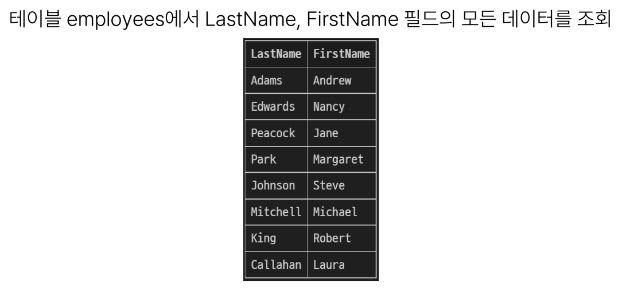 테이블 employees에서 LastName, FirstName 필드의 모든 데이터를 조회
LastName FirstName
Adams Andrew
Edwards Nancy
Peacock Jane
Park Margaret
Johnson Steve
Mitchell Michael
King Robert
Callahan Laura